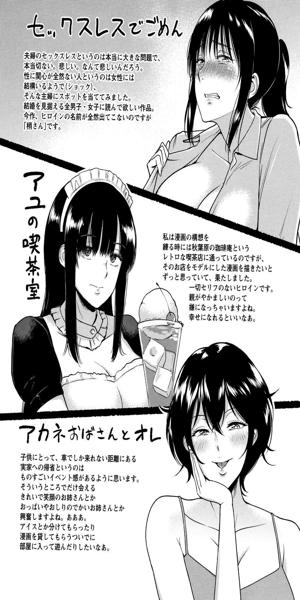 セックスレスでごめん
夫婦のセックスレスというのは本当に大きな問題で、
本当切ない。悲しい。なんて悲しいんだろう。
性に関心が全然ない人というのは女性には
結構いるようで(ショック)、
そんな主婦にスポットを当ててみました。
結婚を見据える全男子・女子に読んで欲しい作品。
今作、ヒロインの名前が全然出てこないのですが
「梢さん」です。
アユの喫茶室
私は漫画の構想を
練る時には秋葉原の珈琲庵という
レトロな喫茶店に通っているのですが、
そのお店をモデルにした漫画を描きたいと
ずっと思っていて、果たしました。
一切セリフのないヒロインです。
親がやかましいのって
嫌になっちゃいますよね。
幸せになれるといいなぁ。
アカネおばさんとオレ
子供にとって、車でしか来れない距離にある
実家への帰省というのは
ものすごいイベント感があるように思います。
そういうところでだけ会える
きれいで笑顔のお姉さんとか
おっぱいやおしりのでかいお姉さんとか
興奮しますよね。あああ。
アイスとか分けてもらったり
漫画を貸してもらうついでに
部屋に入って遊んだりしたいなぁ。